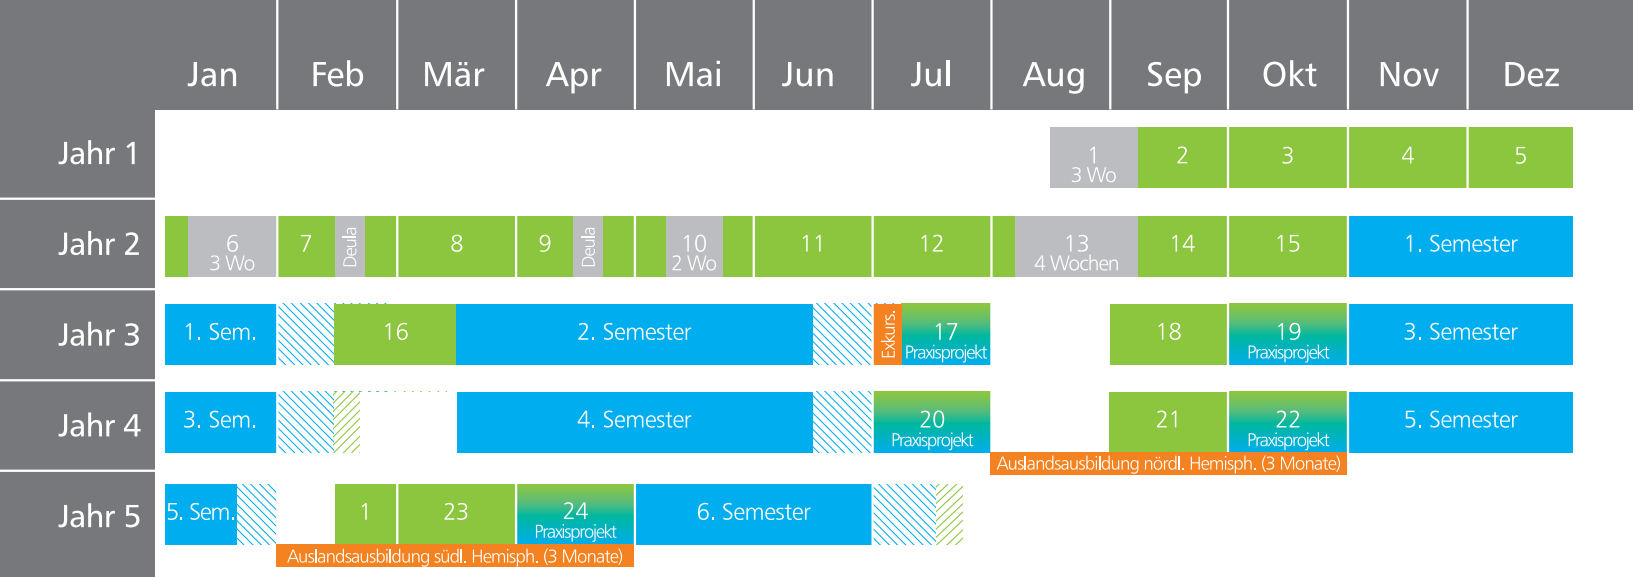 Jan Feb Mär Apr Mai Jun Jul Aug Sep Okt Nov Dez
Jahr 1
1 2 3 4 5
3 Wo
Jahr 2
6 7 Deula 8 9 Deula 10 11 12 13 14 15 1. Semester
3 Wo 2 Wo 4 Wochen
Jahr 3
1. Sem. 16 2. Semester Exkurs. 17 18 19 3. Semester
Praxisprojekt Praxisprojekt
Jahr 4
3. Sem. 4. Semester 20 21 22 5. Semester
Praxisprojekt Praxisprojekt
Auslandsausbildung nördl. Hemisph. (3 Monate)
Jahr 5
5. Sem. 1 23 24 6. Semester
Praxisprojekt
Auslandsausbildung südl. Hemisph. (3 Monate)